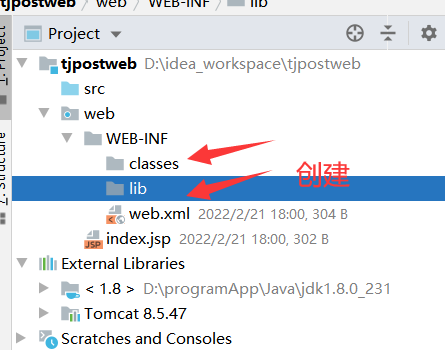 tjpostweb web WEB-INF lib
Project
tjpostweb D:\idea_workspace\tjpostweb
src
web
WEB-INF
classes
lib
创建
web.xml 2022/2/21 18:00, 304 B
index.jsp 2022/2/21 18:00, 302 B
External Libraries
< 1.8 > D:\programApp\Java\jdk1.8.0_231
Tomcat 8.5.47
Scratches and Consoles
1: Project
7: Structure
JSP